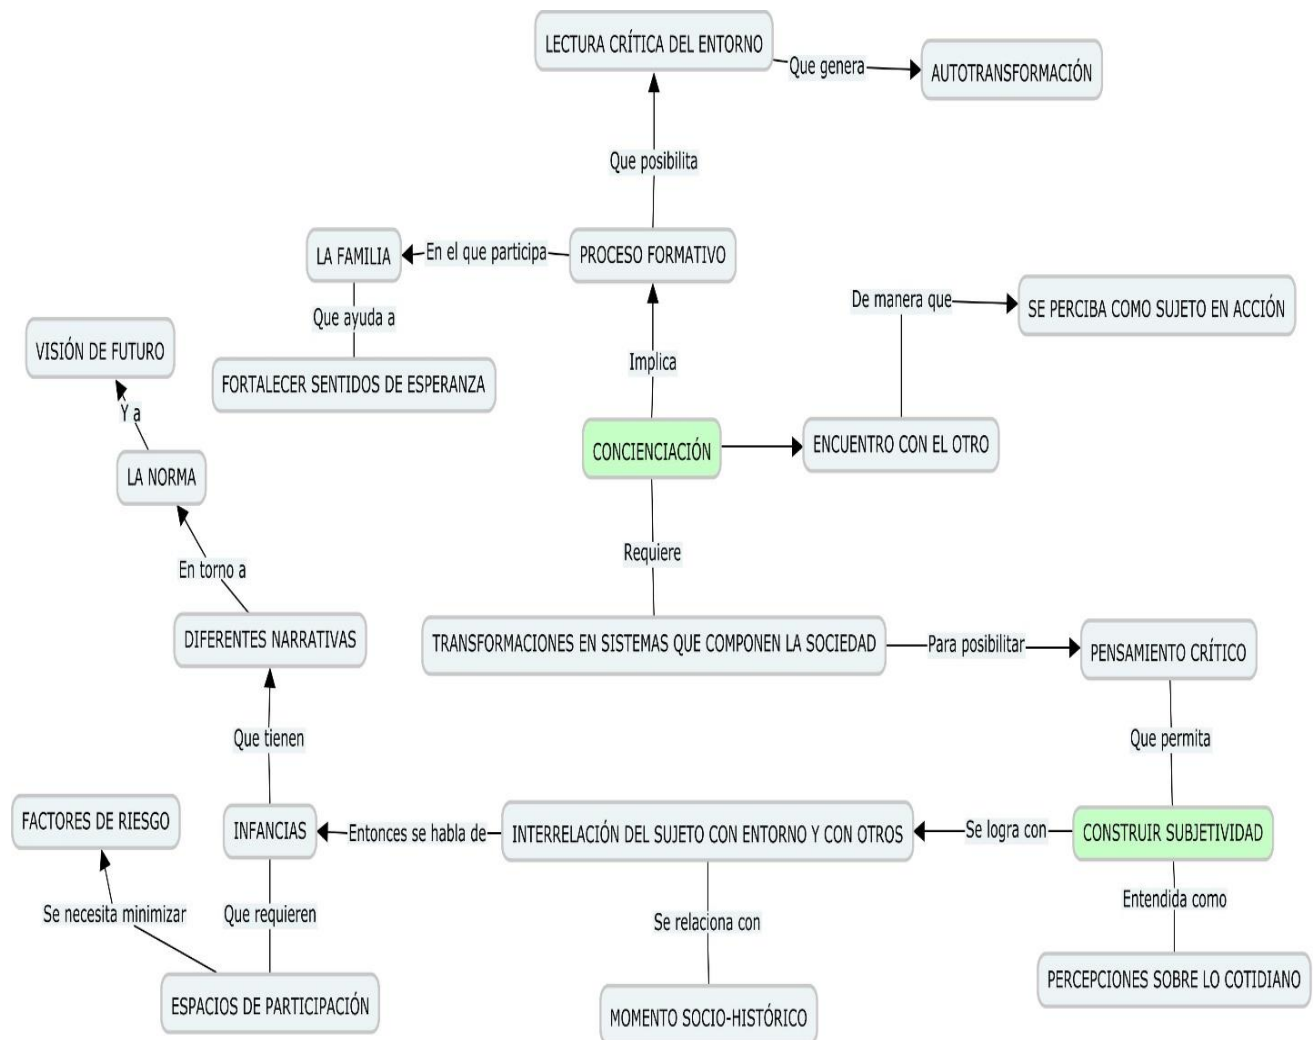 LECTURA CRÍTICA DEL ENTORNO
Que genera
AUTOTRANSFORMACIÓN
Que posibilita
LA FAMILIA
En el que participa
PROCESO FORMATIVO
De manera que
SE PERCIBA COMO SUJETO EN ACCIÓN
Que ayuda a
VISIÓN DE FUTURO
FORTALECER SENTIDOS DE ESPERANZA
Implica
Y a
CONCIENCIACIÓN
ENCUENTRO CON EL OTRO
LA NORMA
Requiere
En torno a
DIFERENTES NARRATIVAS
TRANSFORMACIONES EN SISTEMAS QUE COMPONEN LA SOCIEDAD
Para posibilitar
PENSAMIENTO CRÍTICO
Que tienen
Que permita
FACTORES DE RIESGO
INFANCIAS
Entonces se habla de
INTERRELACIÓN DEL SUJETO CON ENTORNO Y CON OTROS
Se logra con
CONSTRUIR SUBJETIVIDAD
Se necesita minimizar
Que requieren
Se relaciona con
Entendida como
ESPACIOS DE PARTICIPACIÓN
MOMENTO SOCIO-HISTÓRICO
PERCEPCIONES SOBRE LO COTIDIANO